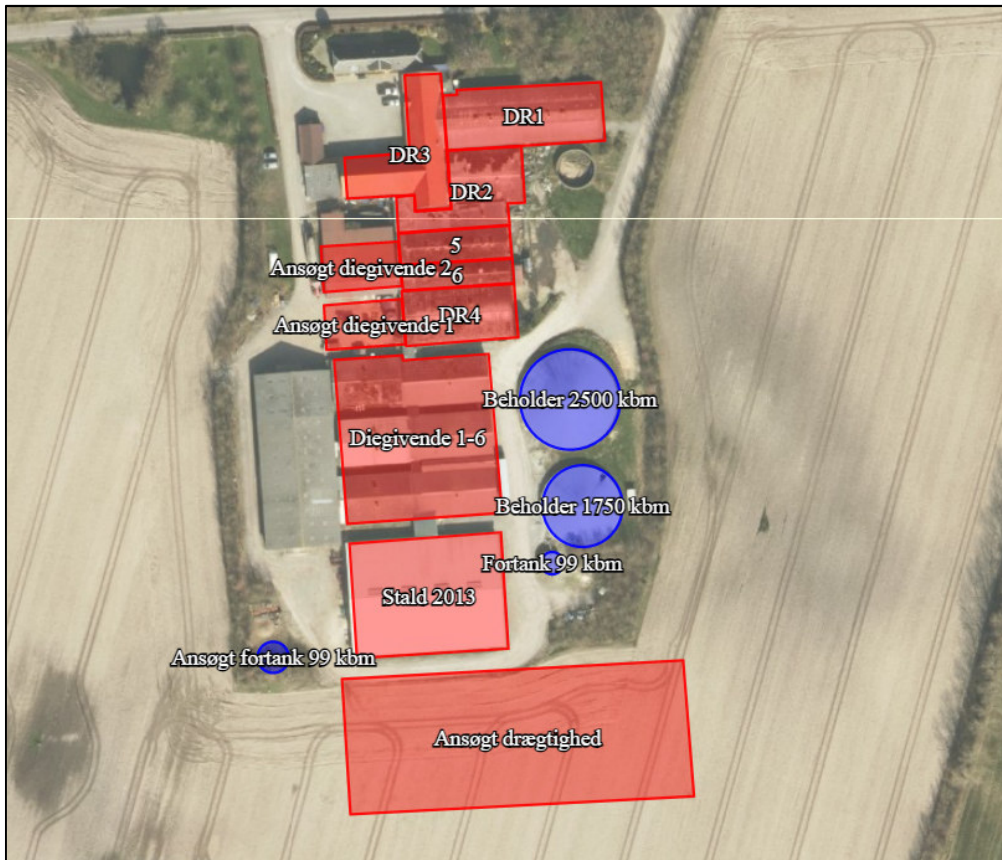 DR1
DR3
DR2
5
Ansøgt diegivende 2
6
Ansøgt diegivende 1
DR4
Beholder 2500 kbm
Diegivende 1-6
Beholder 1750 kbm
Fortank 99 kbm
Stald 2013
Ansøgt fortank 99 kbm
Ansøgt drægtighed